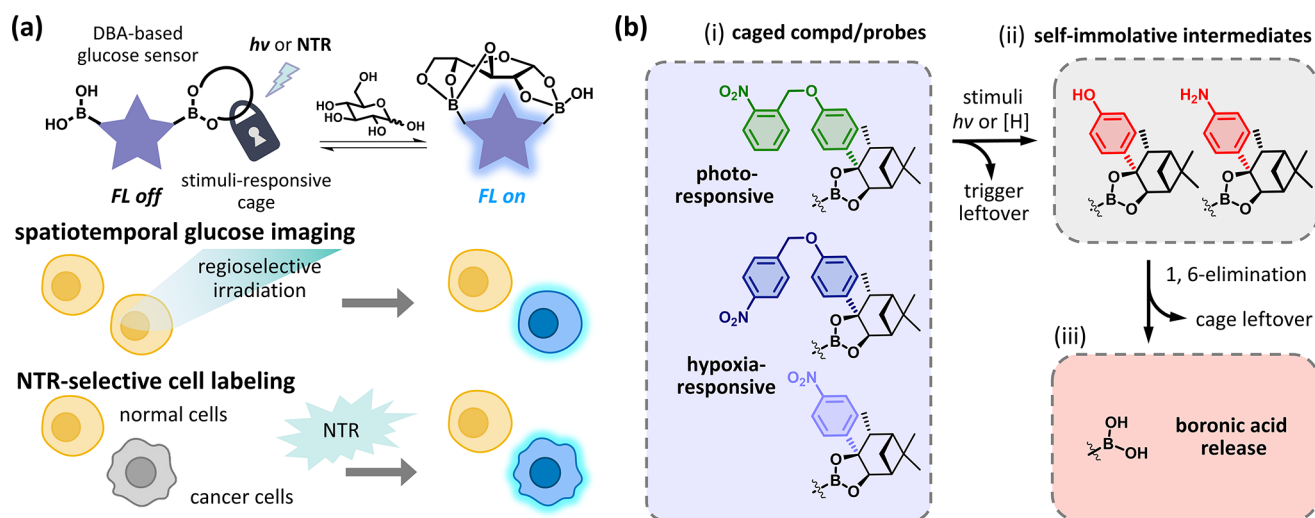 (a)
DBA-based
glucose sensor
hν or NTR
OH
HO
B
B
O
O
stimuli-responsive
cage
FL off
OH
O
HO
HO
OH
OH
O
O
O
O
O
O
B
B
OH
FL on
spatiotemporal glucose imaging
regioselective
irradiation
NTR-selective cell labeling
normal cells
NTR
cancer cells
(b)
(i) caged compd/probes
O2N
O
O
B
O
photo-
responsive
O
O2N
O
B
O
hypoxia-
responsive
O2N
O
B
O
stimuli
hν or [H]
trigger
leftover
(ii) self-immolative intermediates
HO
O
B
O
H2N
O
B
O
1, 6-elimination
cage leftover
(iii)
OH
B
OH
boronic acid
release